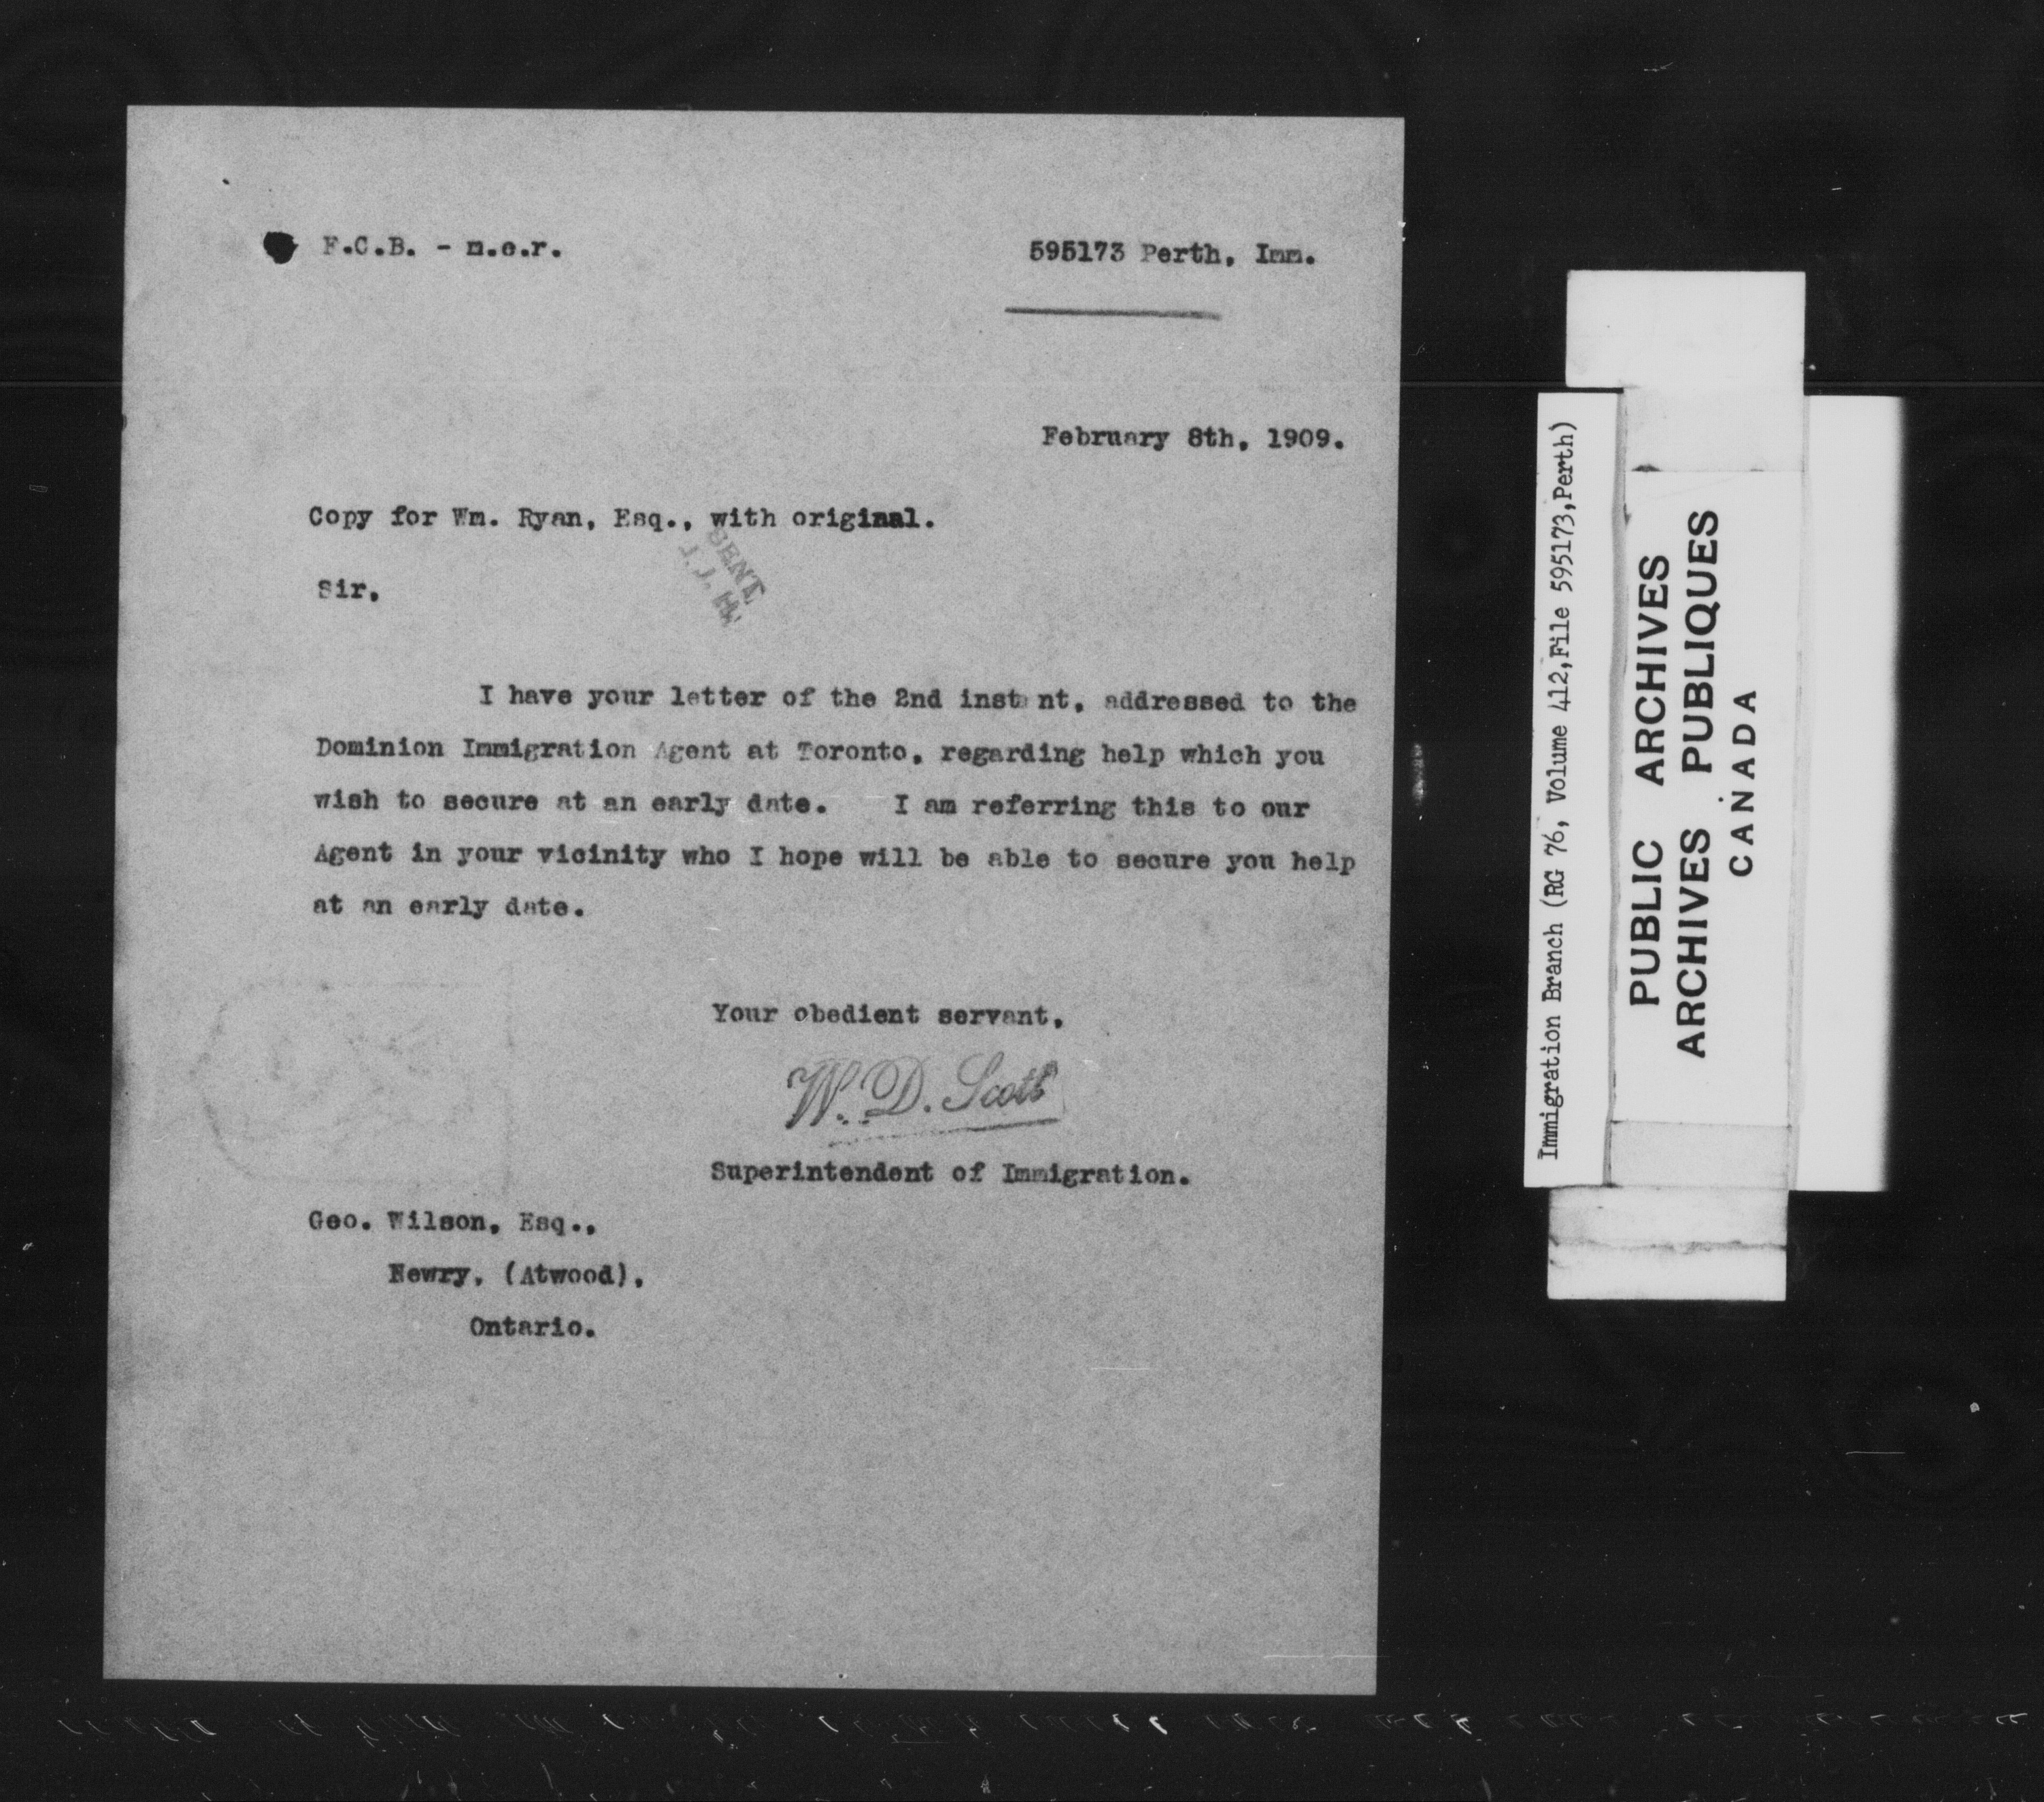 F.C.B. - m.e.r.
595173 Perth, Imm.
February 8th, 1909.
Copy for Wm. Ryan, Esq., with original.
SENT.
J. J. H.
Sir,
I have your letter of the 2nd instant, addressed to the
Dominion Immigration Agent at Toronto, regarding help which you
wish to secure at an early date. I am referring this to our
Agent in your vicinity who I hope will be able to secure you help
at an early date.
Your obedient servant,
W. D. Scott
Superintendent of Immigration.
Geo. Wilson, Esq.,
Newry, (Atwood),
Ontario.
Immigration Branch (RG 76, Volume 412,File 595173,Perth)
PUBLIC ARCHIVES
ARCHIVES PUBLIQUES
CANADA